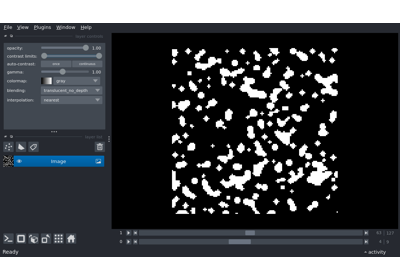 File View Plugins Window Help
opacity: 1.00
contrast limits:
auto-contrast: once continuous
gamma: 1.00
colormap: gray
blending: translucent_no_depth
interpolation: nearest
Image
1
0
Ready
activity